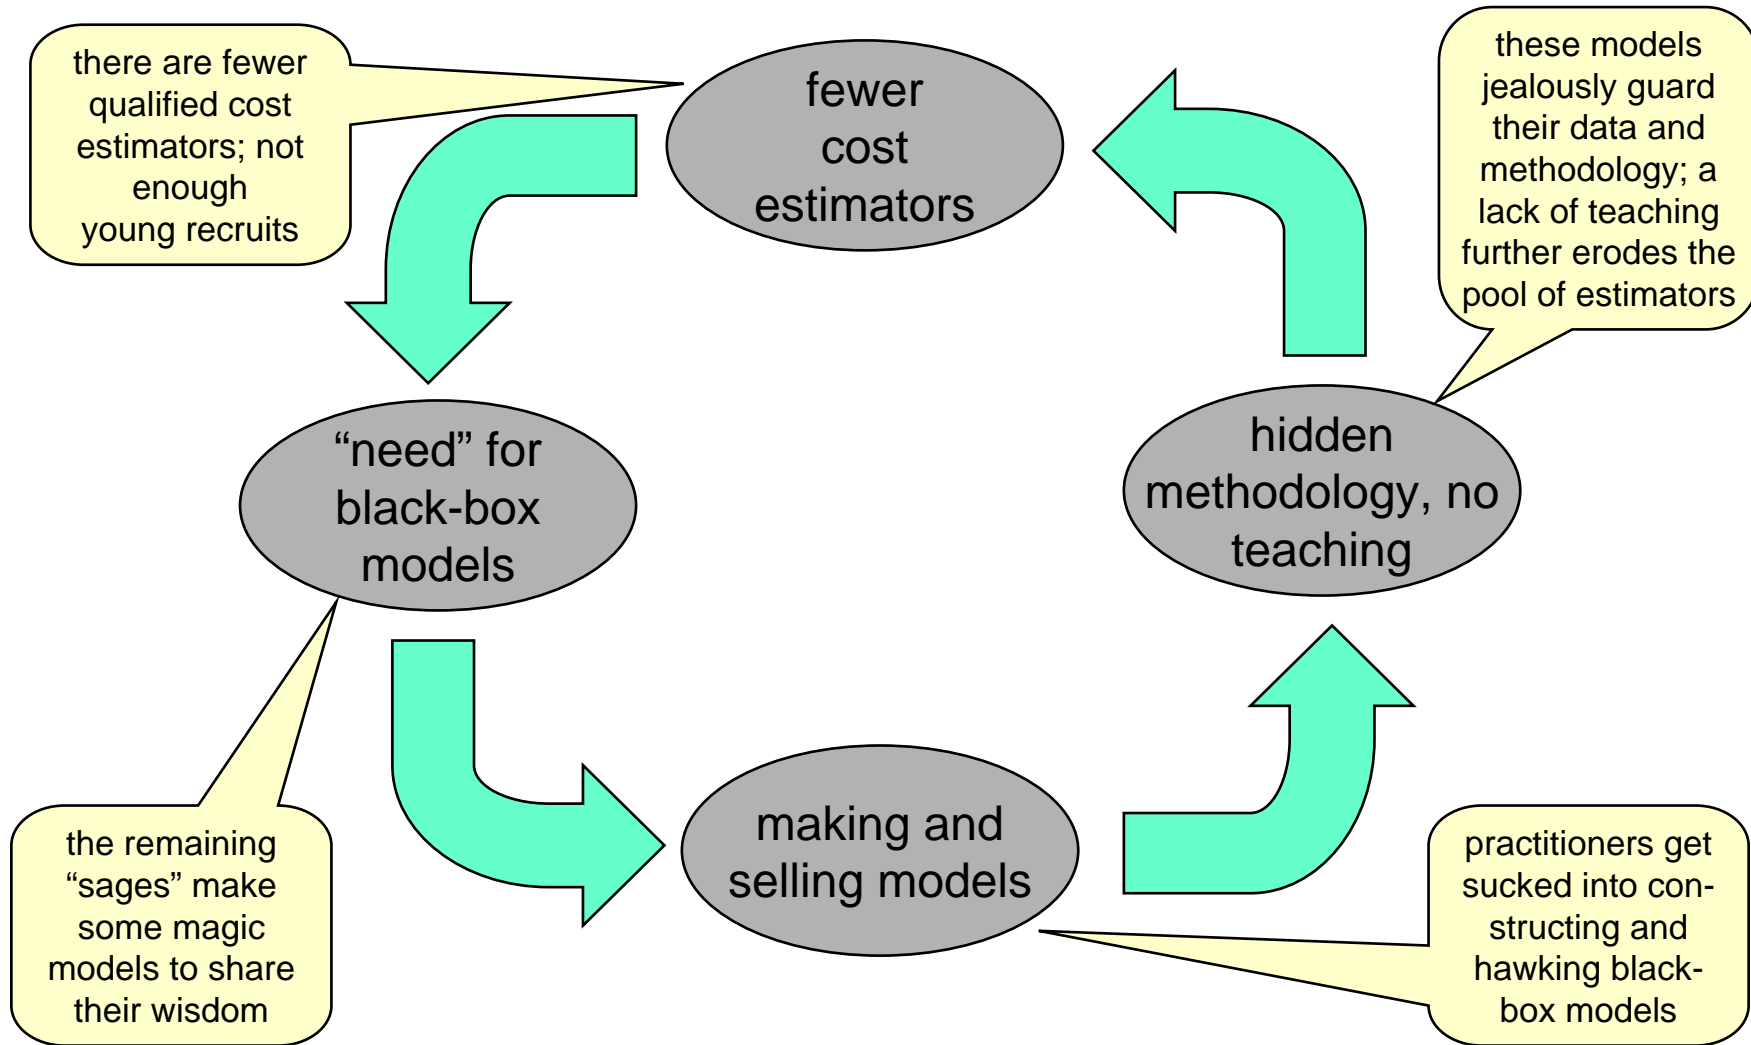 there are fewer
qualified cost
estimators; not
enough
young recruits
fewer
cost
estimators
these models
jealously guard
their data and
methodology; a
lack of teaching
further erodes the
pool of estimators
“need” for
black-box
models
hidden
methodology, no
teaching
the remaining
“sages” make
some magic
models to share
their wisdom
making and
selling models
practitioners get
sucked into con-
structing and
hawking black-
box models